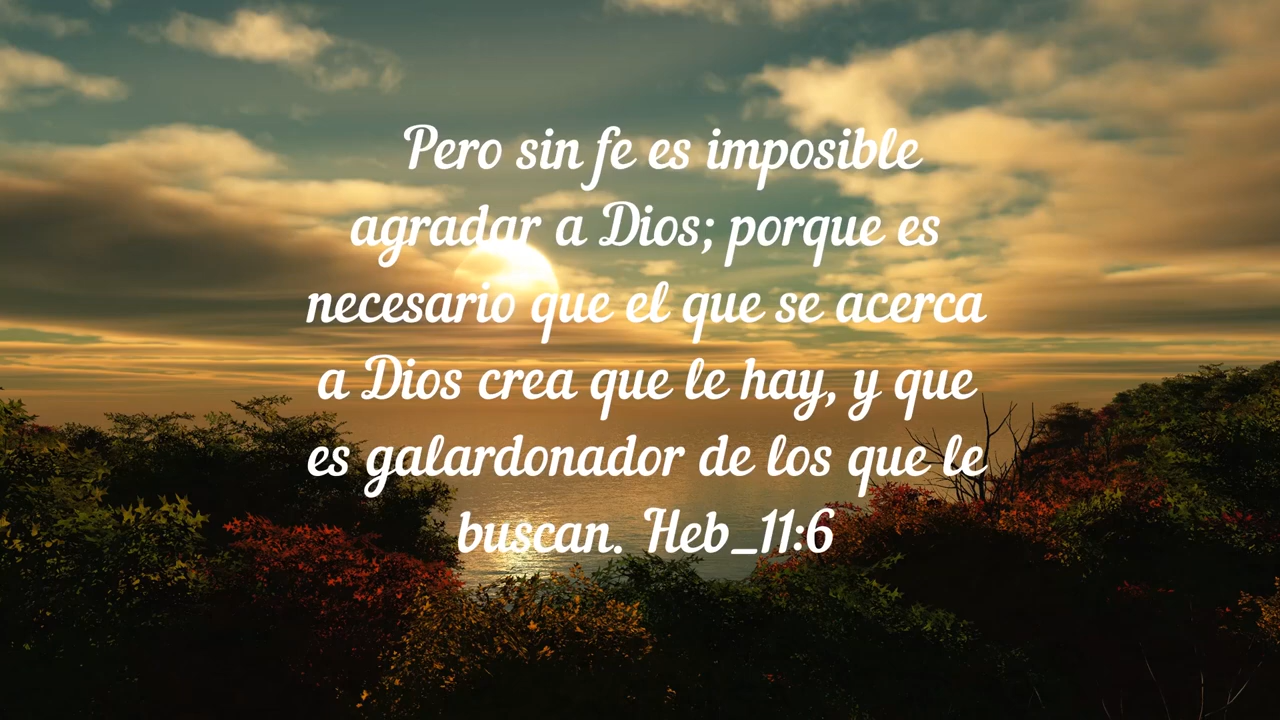 Pero sin fe es imposible
agradar a Dios; porque es
necesario que el que se acerca
a Dios crea que le hay, y que
es galardonador de los que le
buscan. Heb_11:6